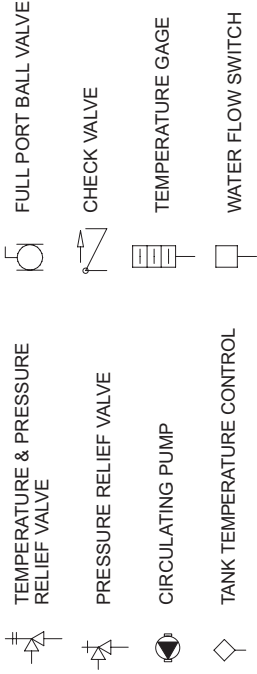 TEMPERATURE & PRESSURE
RELIEF VALVE
PRESSURE RELIEF VALVE
CIRCULATING PUMP
TANK TEMPERATURE CONTROL
FULL PORT BALL VALVE
CHECK VALVE
TEMPERATURE GAGE
WATER FLOW SWITCH